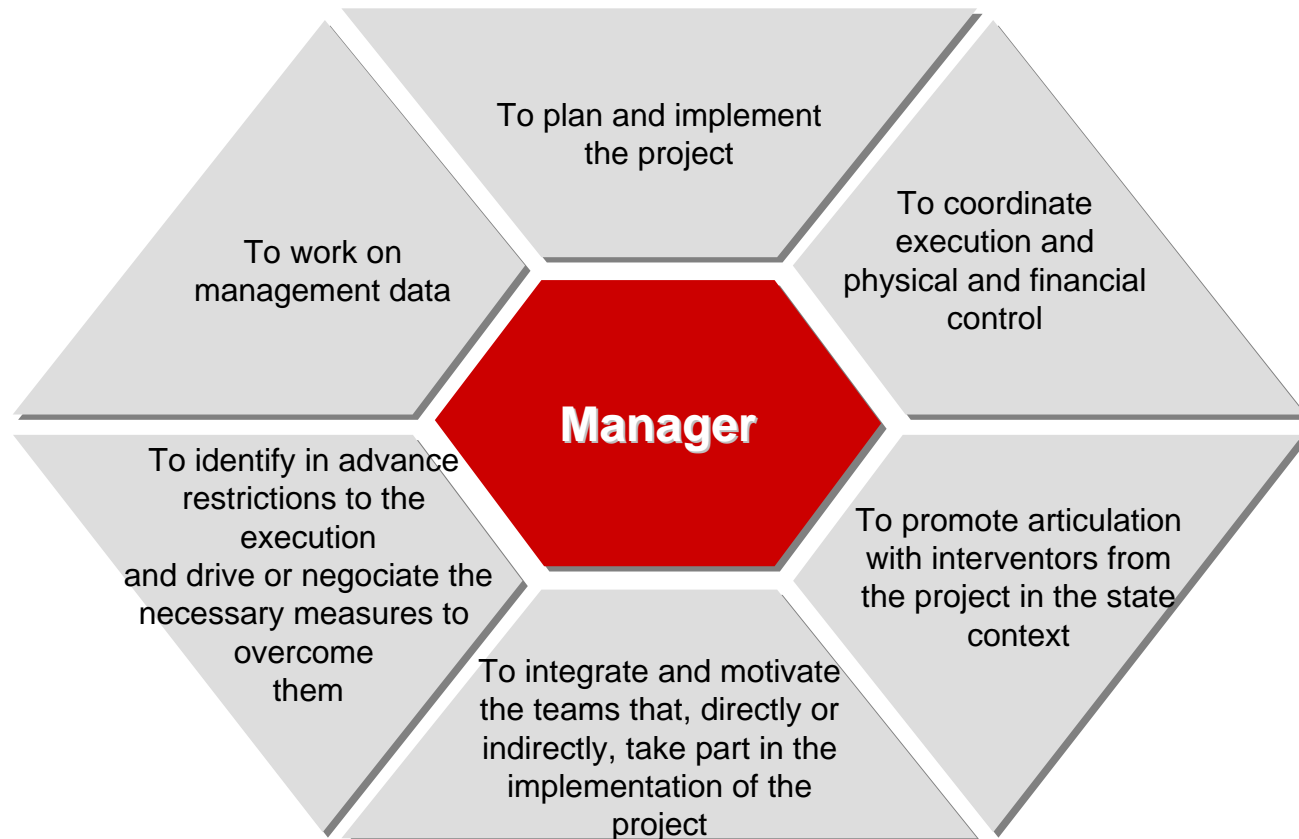 To plan and implement
the project
To coordinate
execution and
physical and financial
control
To work on
management data
Manager
To identify in advance
restrictions to the
execution
and drive or negociate the
necessary measures to
overcome
them
To promote articulation
with interventors from
the project in the state
context
To integrate and motivate
the teams that, directly or
indirectly, take part in the
implementation of the
project